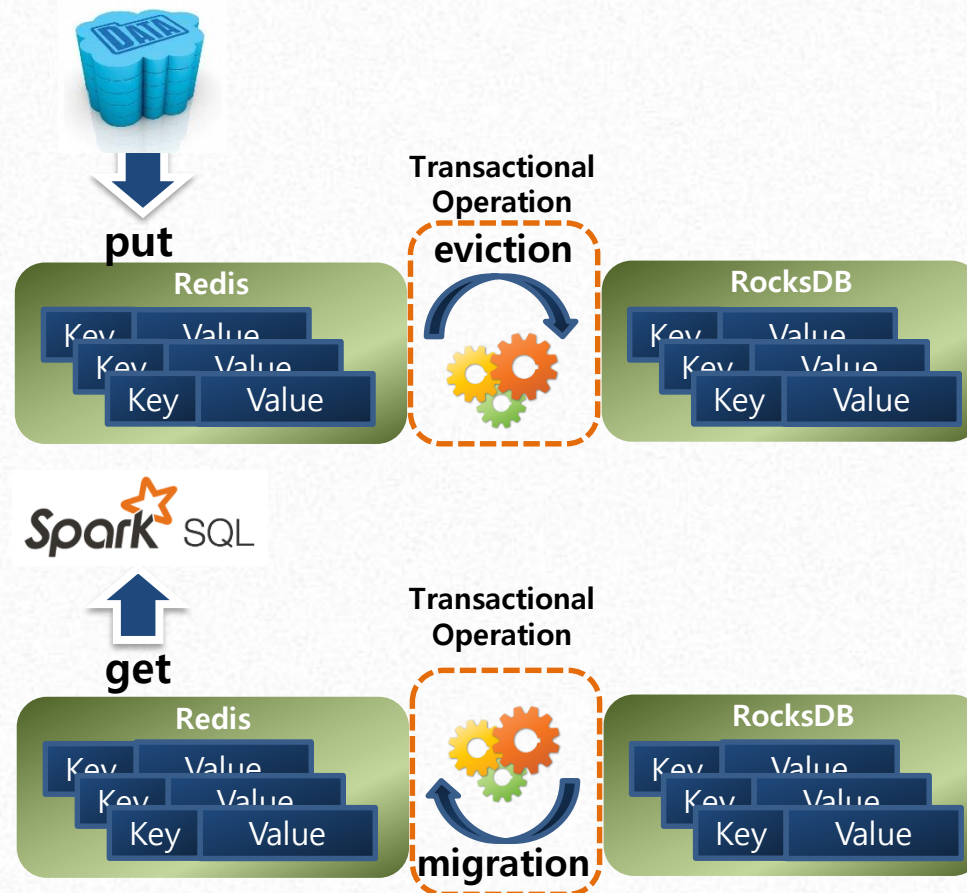 DATA
put
Transactional
Operation
eviction
Redis
Key Value
Key Value
Key Value
RocksDB
Key Value
Key Value
Key Value
Spark SQL
get
Transactional
Operation
migration
Redis
Key Value
Key Value
Key Value
RocksDB
Key Value
Key Value
Key Value